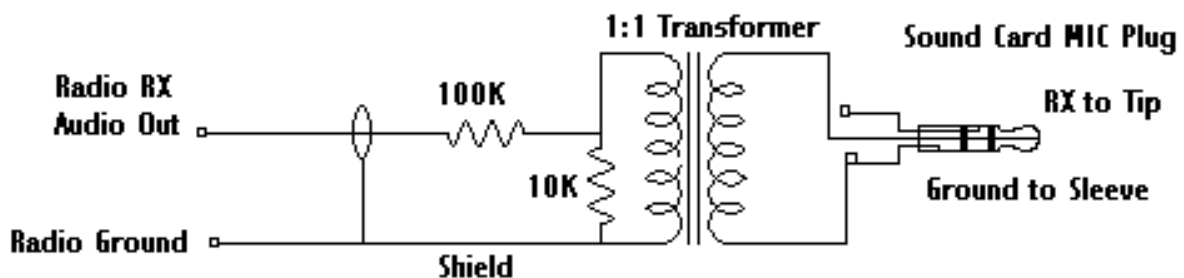 1:1 Transformer
Sound Card MIC Plug
Radio RX
Audio Out
100K
RX to Tip
10K
Ground to Sleeve
Radio Ground
Shield